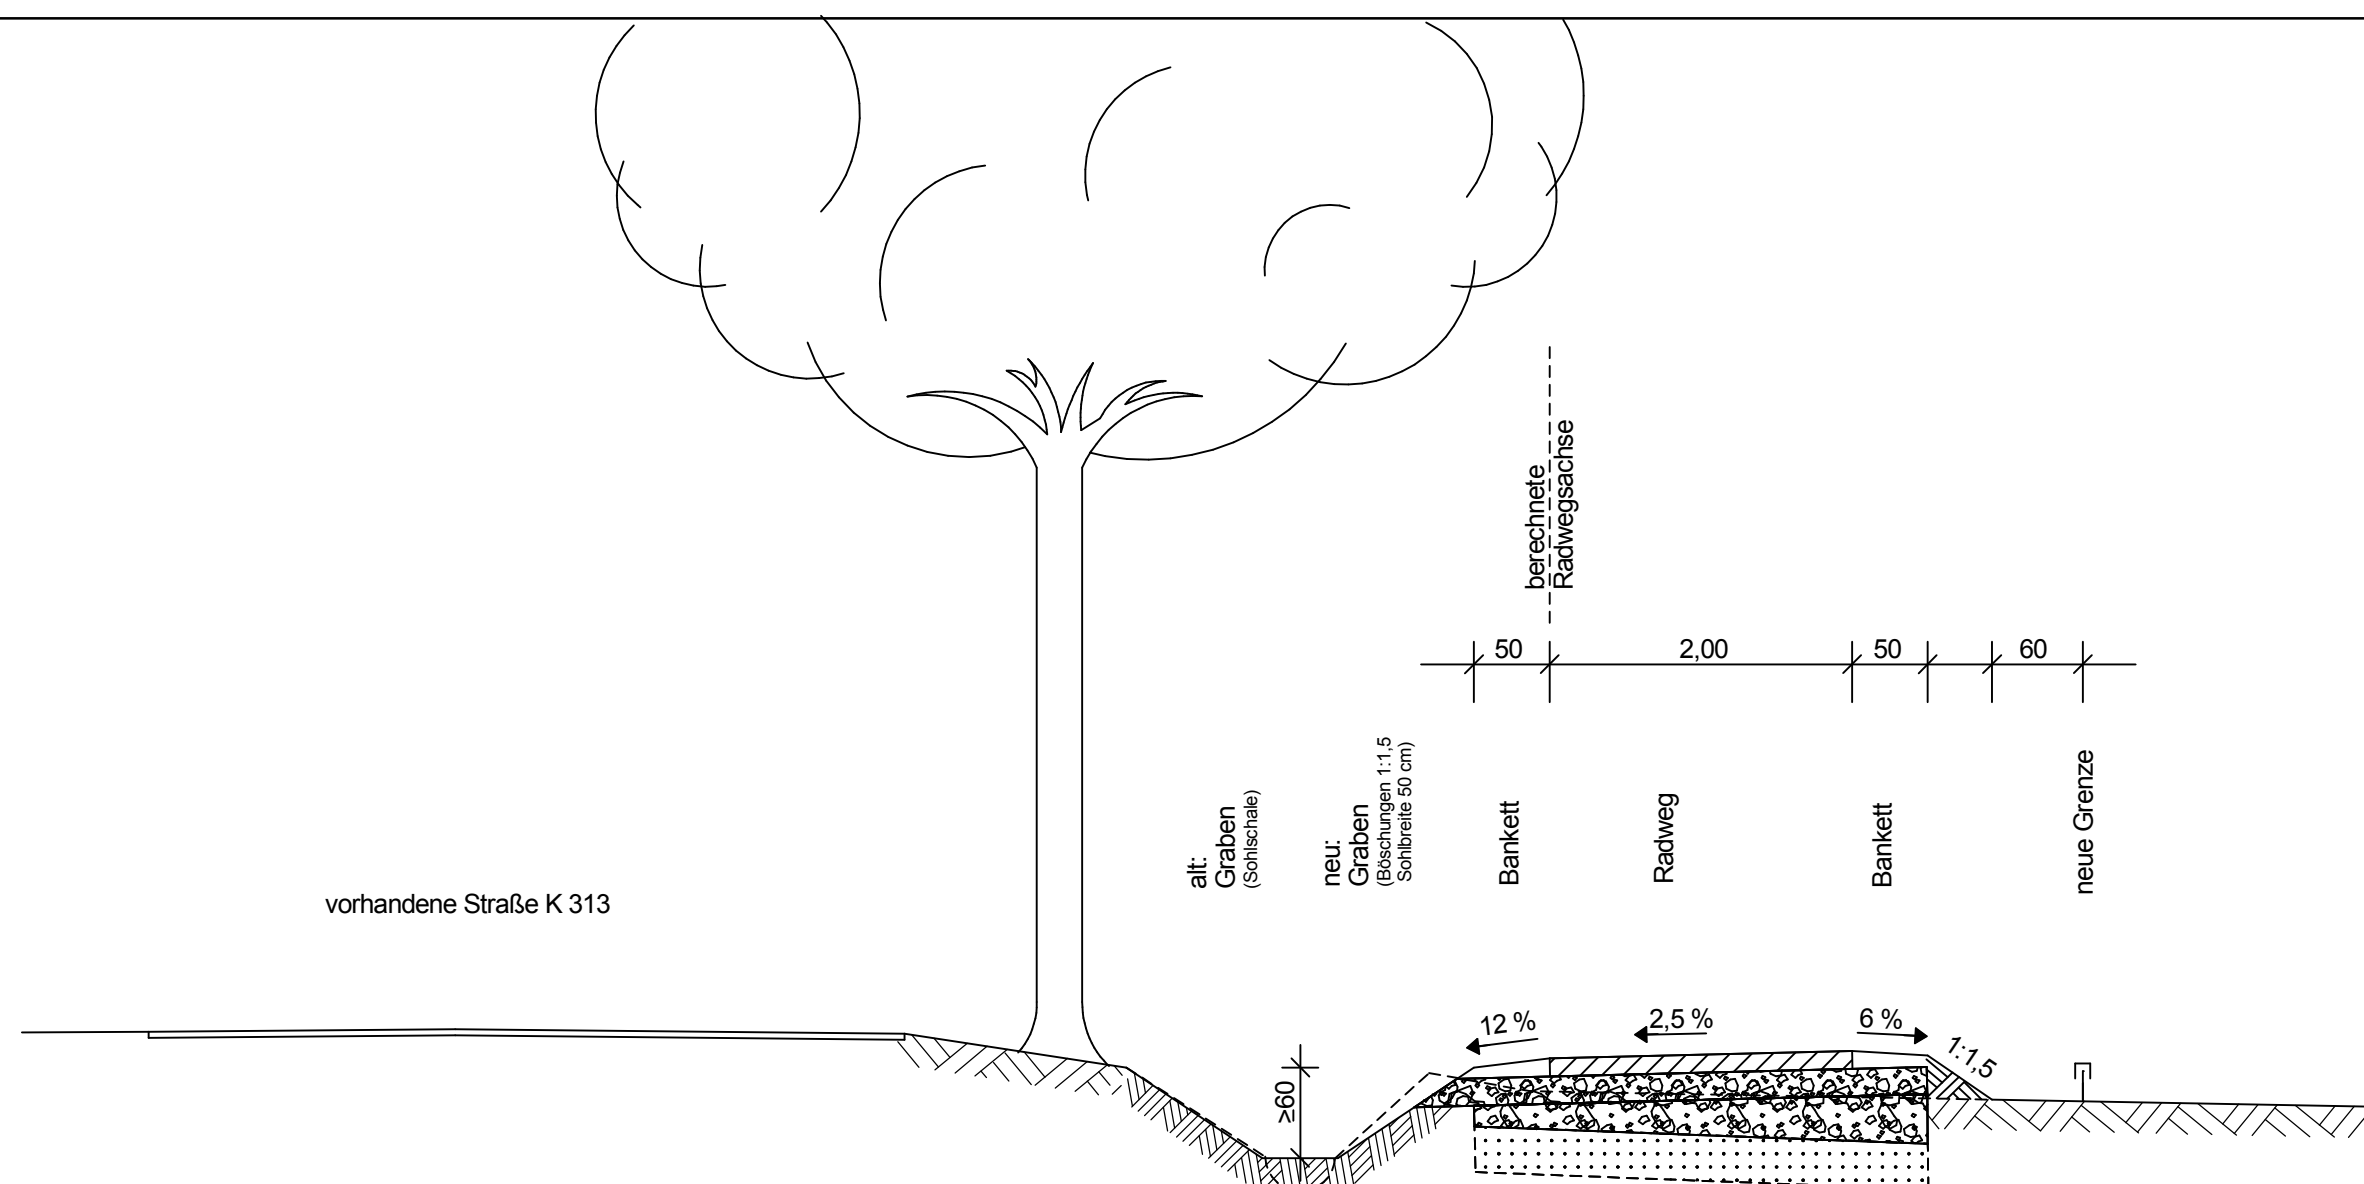 berechnete
Radwegsachse
50
2,00
50
60
alt:
Graben
(Sohlschale)
neu:
Graben
(Böschungen 1:1,5
Sohlbreite 50 cm)
Bankett
Radweg
Bankett
neue Grenze
vorhandene Straße K 313
12 %
2,5 %
6 %
1:1,5
≥60